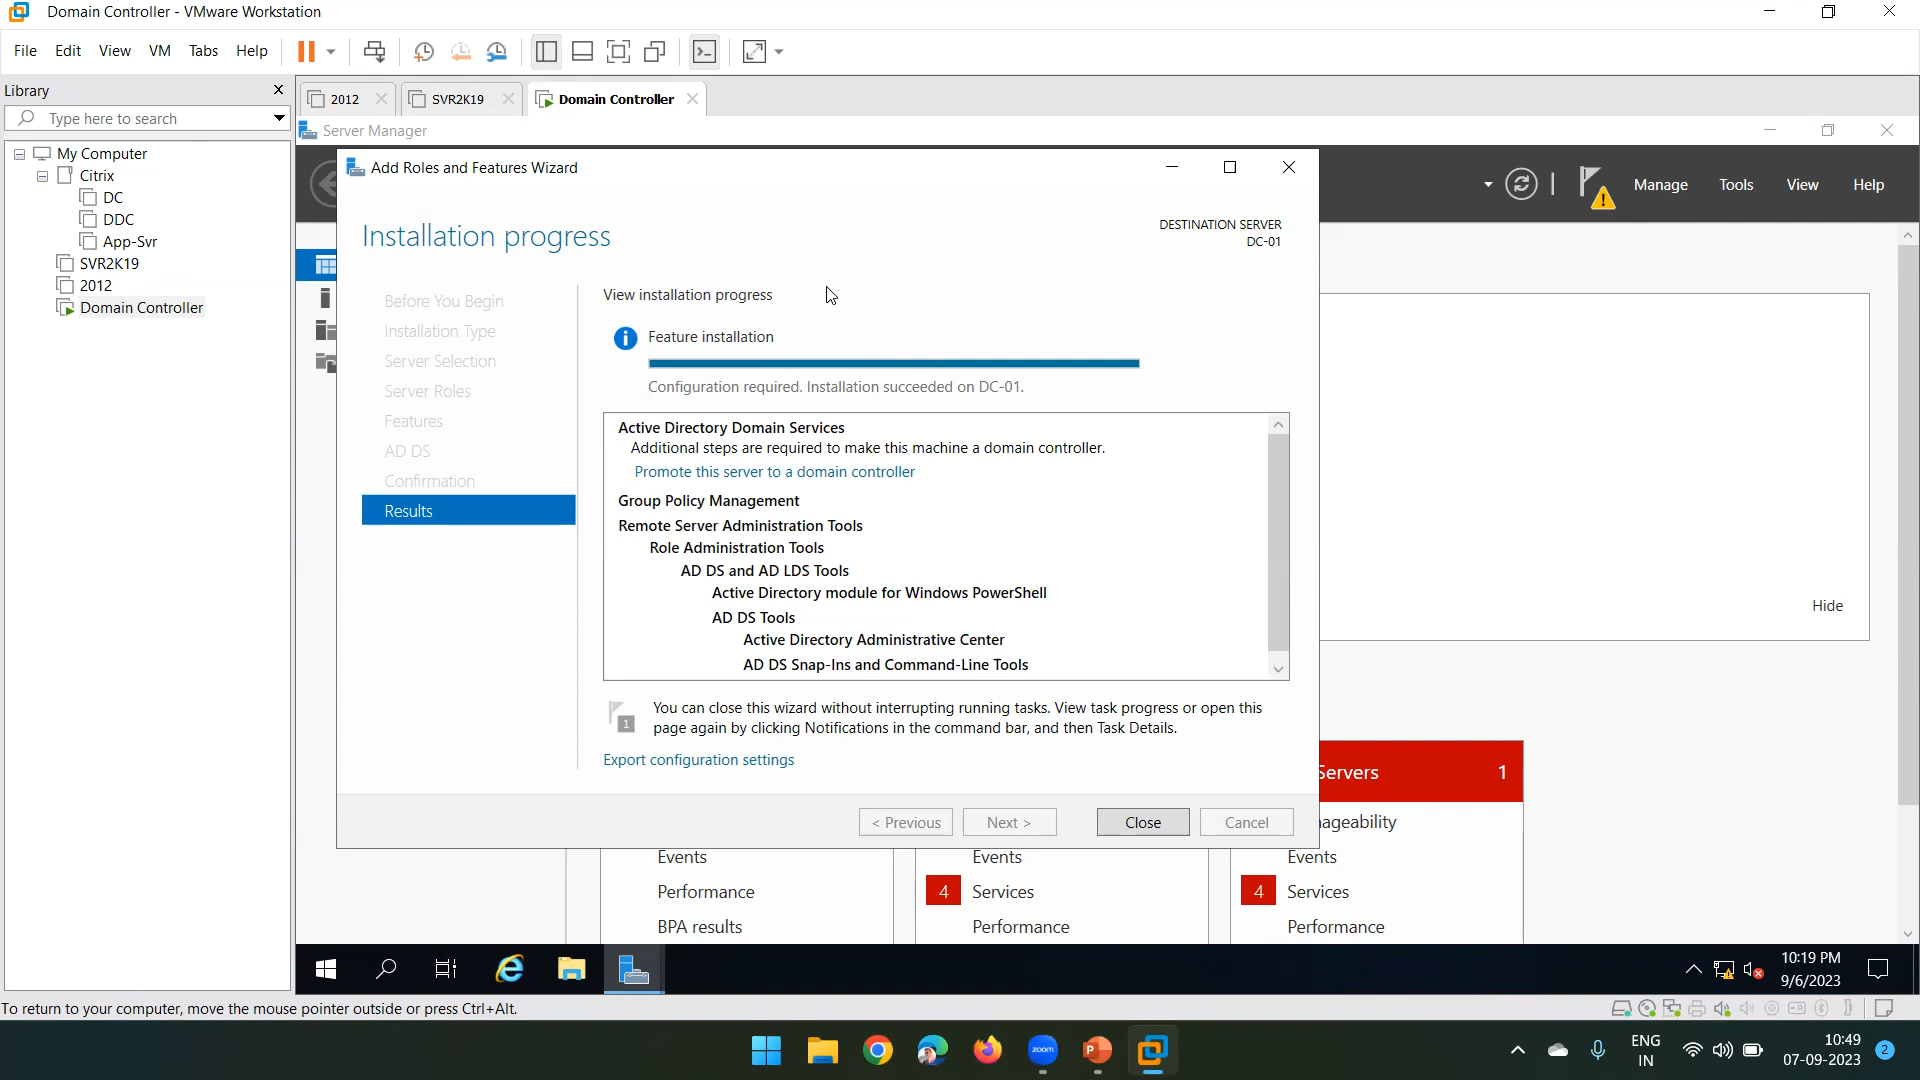 Domain Controller - VMware Workstation
File Edit View VM Tabs Help
Library
Type here to search
My Computer
Citrix
DC
DDC
App-Svr
SVR2K19
2012
Domain Controller
2012 SVR2K19 Domain Controller
Server Manager
Manage Tools View Help
Add Roles and Features Wizard
Installation progress
DESTINATION SERVER
DC-01
Before You Begin
Installation Type
Server Selection
Server Roles
Features
AD DS
Confirmation
Results
View installation progress
Feature installation
Configuration required. Installation succeeded on DC-01.
Active Directory Domain Services
Additional steps are required to make this machine a domain controller.
Promote this server to a domain controller
Group Policy Management
Remote Server Administration Tools
Role Administration Tools
AD DS and AD LDS Tools
Active Directory module for Windows PowerShell
AD DS Tools
Active Directory Administrative Center
AD DS Snap-Ins and Command-Line Tools
1
You can close this wizard without interrupting running tasks. View task progress or open this
page again by clicking Notifications in the command bar, and then Task Details.
Export configuration settings
< Previous Next > Close Cancel
Hide
Servers 1
nageability
Events Events Events
Performance 4 Services 4 Services
BPA results Performance Performance
10:19 PM
9/6/2023
To return to your computer, move the mouse pointer outside or press Ctrl+Alt.
zoom
P
ENG
IN
10:49
07-09-2023
2